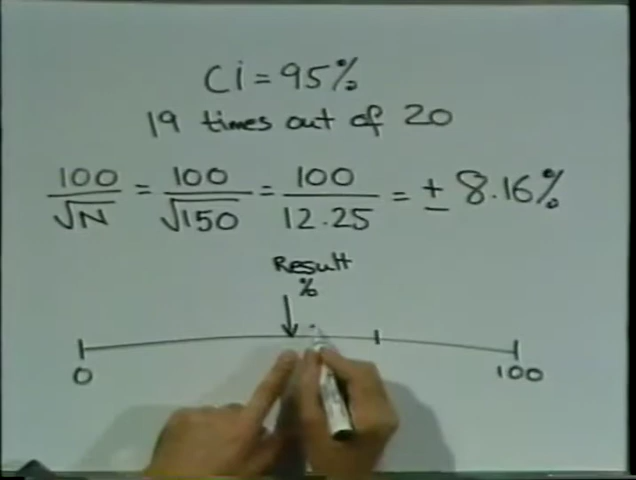 Ci = 95%
19 times out of 20
100/√N = 100/√150 = 100/12.25 = ± 8.16%
Result
%
0 100